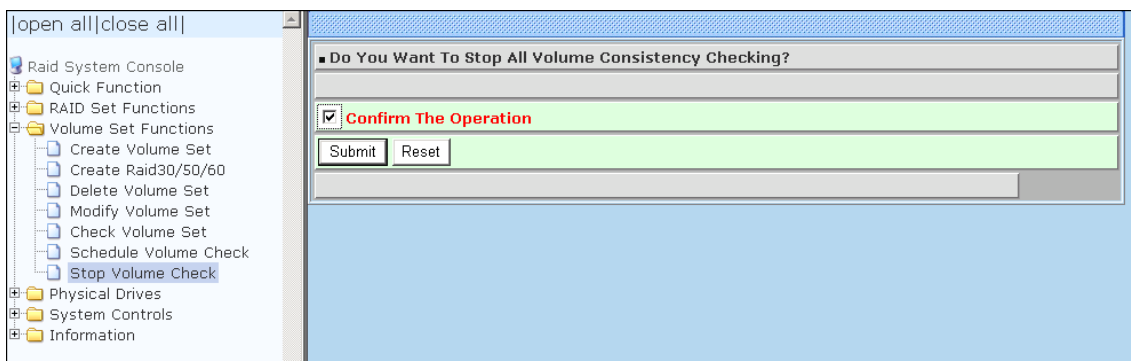 |open all|close all|
Raid System Console
Quick Function
RAID Set Functions
Volume Set Functions
Create Volume Set
Create Raid30/50/60
Delete Volume Set
Modify Volume Set
Check Volume Set
Schedule Volume Check
Stop Volume Check
Physical Drives
System Controls
Information
Do You Want To Stop All Volume Consistency Checking?
Confirm The Operation
Submit Reset